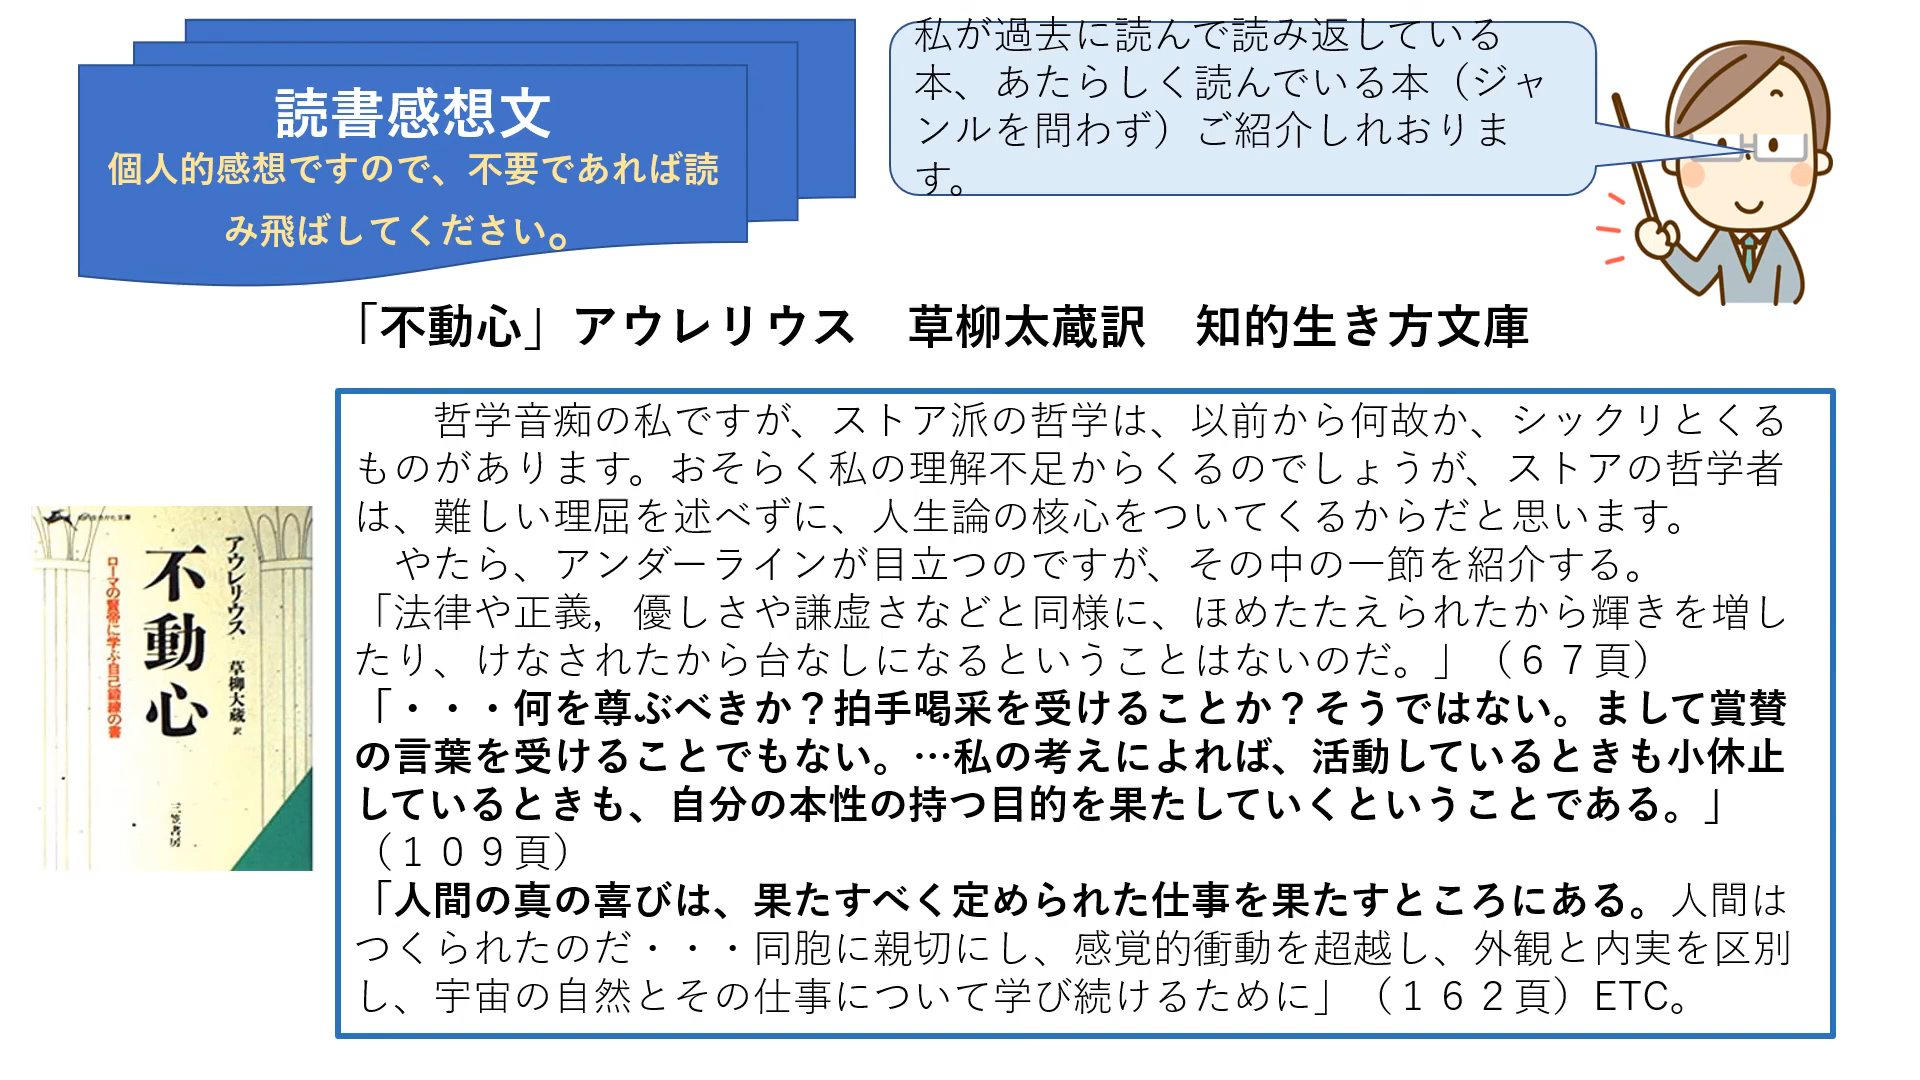 読書感想文
個人的感想ですので、不要であれば読
み飛ばしてください。
私が過去に読んで読み返している
本、あたらしく読んでいる本（ジャ
ンルを問わず）ご紹介しれおりま
す。
「不動心」アウレリウス　草柳太蔵訳　知的生き方文庫
哲学音痴の私ですが、ストア派の哲学は、以前から何故か、シックリとくる
ものがあります。おそらく私の理解不足からくるのでしょうが、ストアの哲学者
は、難しい理屈を述べずに、人生論の核心をついてくるからだと思います。
やたら、アンダーラインが目立つのですが、その中の一節を紹介する。
「法律や正義，優しさや謙虚さなどと同様に、ほめたたえられたから輝きを増し
たり、けなされたから台なしになるということはないのだ。」（６７頁）
「・・・何を尊ぶべきか？拍手喝采を受けることか？そうではない。まして賞賛
の言葉を受けることでもない。…私の考えによれば、活動しているときも小休止
しているときも、自分の本性の持つ目的を果たしていくということである。」
（１０９頁）
「人間の真の喜びは、果たすべく定められた仕事を果たすところにある。人間は
つくられたのだ・・・同胞に親切にし、感覚的衝動を超越し、外観と内実を区別
し、宇宙の自然とその仕事について学び続けるために」（１６２頁）ETC。
アウレリウス
草柳大蔵 訳
不動心
ローマの賢帝に学ぶ自己鍛練の書
三笠書房